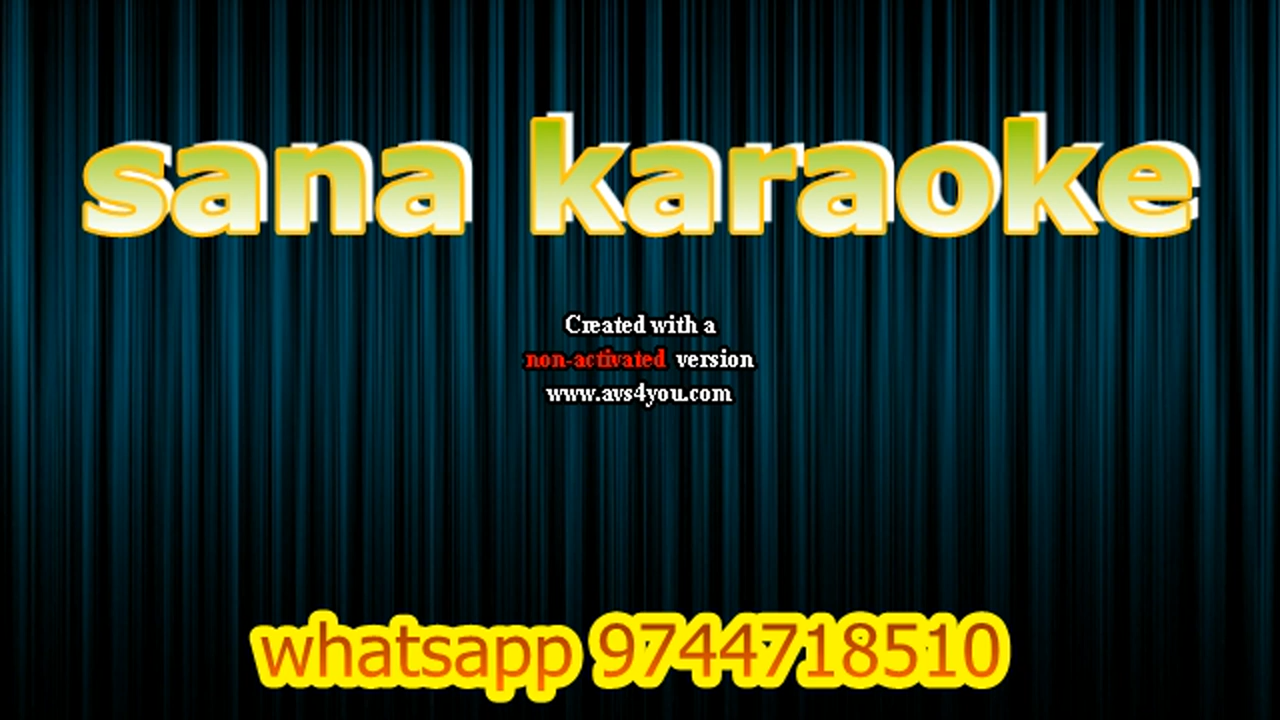 sana karaoke
Created with a
non-activated version
www.avs4you.com
whatsapp 9744718510